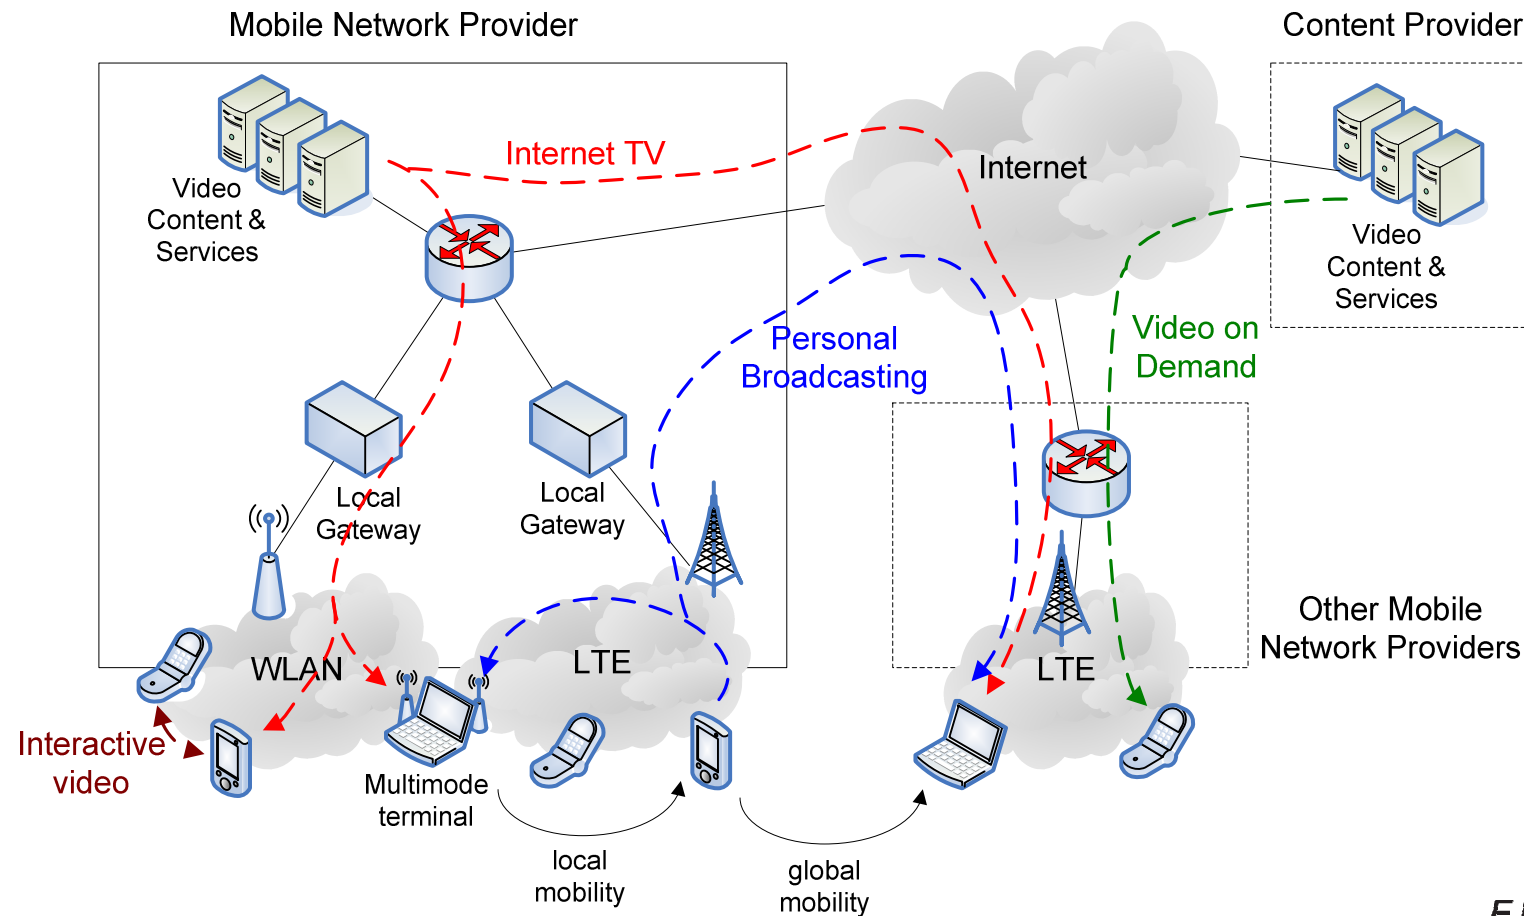 Mobile Network Provider
Content Provider
Internet TV
Internet
Video
Content &
Services
Video
Content &
Services
Personal
Broadcasting
Video on
Demand
Local
Gateway
Local
Gateway
Other Mobile
Network Providers
WLAN
LTE
LTE
Interactive
video
Multimode
terminal
local
mobility
global
mobility